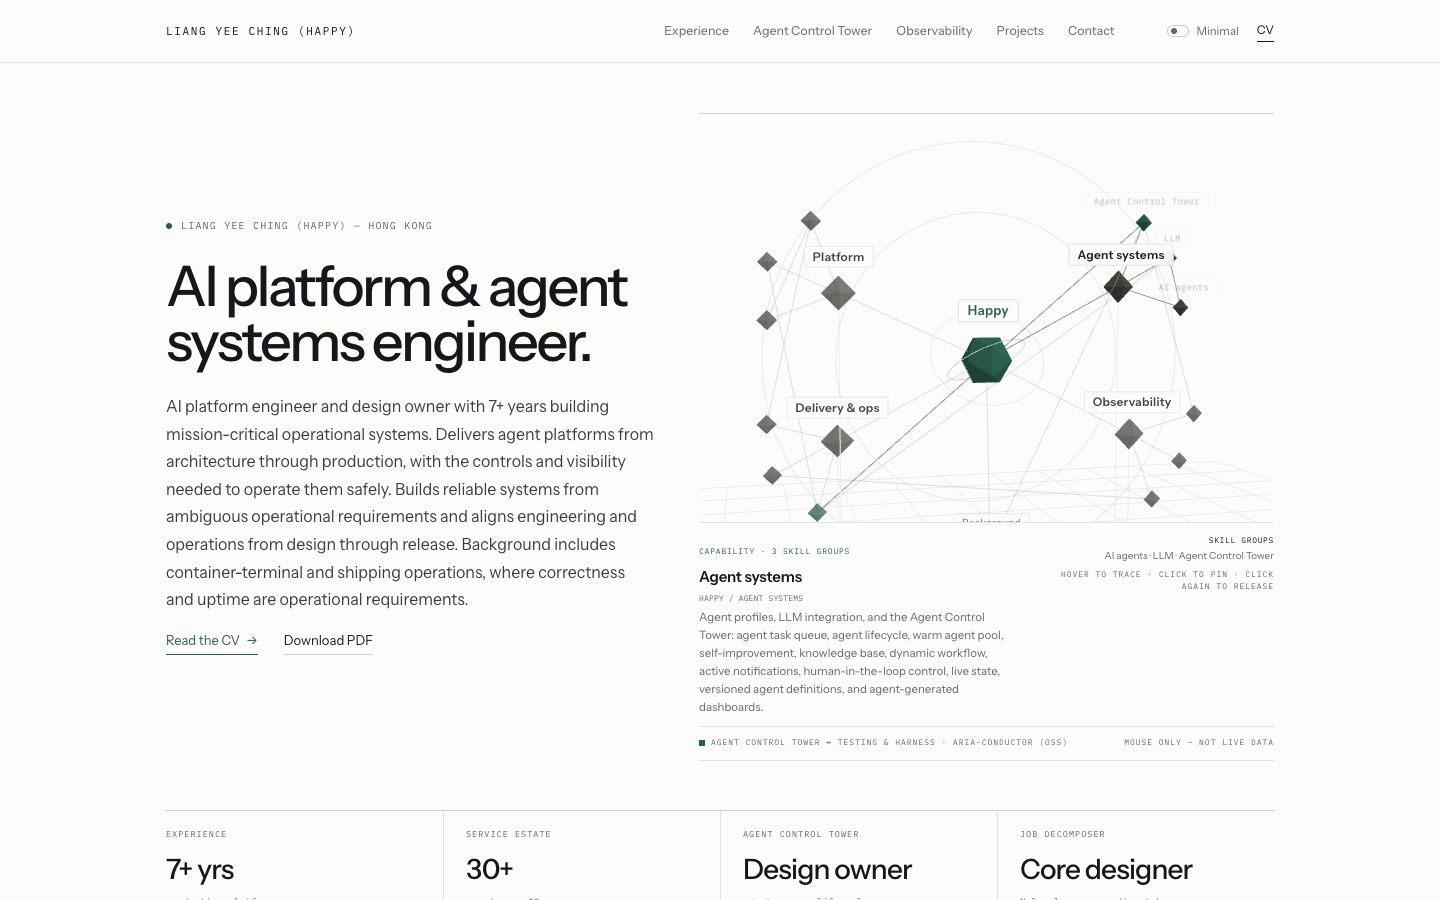 LIANG YEE CHING (HAPPY)
Experience
Agent Control Tower
Observability
Projects
Contact
Minimal
CV
LIANG YEE CHING (HAPPY) — HONG KONG
AI platform & agent
systems engineer.
AI platform engineer and design owner with 7+ years building
mission-critical operational systems. Delivers agent platforms from
architecture through production, with the controls and visibility
needed to operate them safely. Builds reliable systems from
ambiguous operational requirements and aligns engineering and
operations from design through release. Background includes
container-terminal and shipping operations, where correctness
and uptime are operational requirements.
Read the CV →
Download PDF
Agent Control Tower
LLM
Platform
Agent systems
AI agents
Happy
Delivery & ops
Observability
Background
CAPABILITY · 3 SKILL GROUPS
Agent systems
HAPPY / AGENT SYSTEMS
Agent profiles, LLM integration, and the Agent Control
Tower: agent task queue, agent lifecycle, warm agent pool,
self-improvement, knowledge base, dynamic workflow,
active notifications, human-in-the-loop control, live state,
versioned agent definitions, and agent-generated
dashboards.
SKILL GROUPS
AI agents · LLM · Agent Control Tower
HOVER TO TRACE · CLICK TO PIN · CLICK
AGAIN TO RELEASE
AGENT CONTROL TOWER ↔ TESTING & HARNESS · ARIA-CONDUCTOR (OSS)
MOUSE ONLY — NOT LIVE DATA
EXPERIENCE
7+ yrs
SERVICE ESTATE
30+
AGENT CONTROL TOWER
Design owner
JOB DECOMPOSER
Core designer